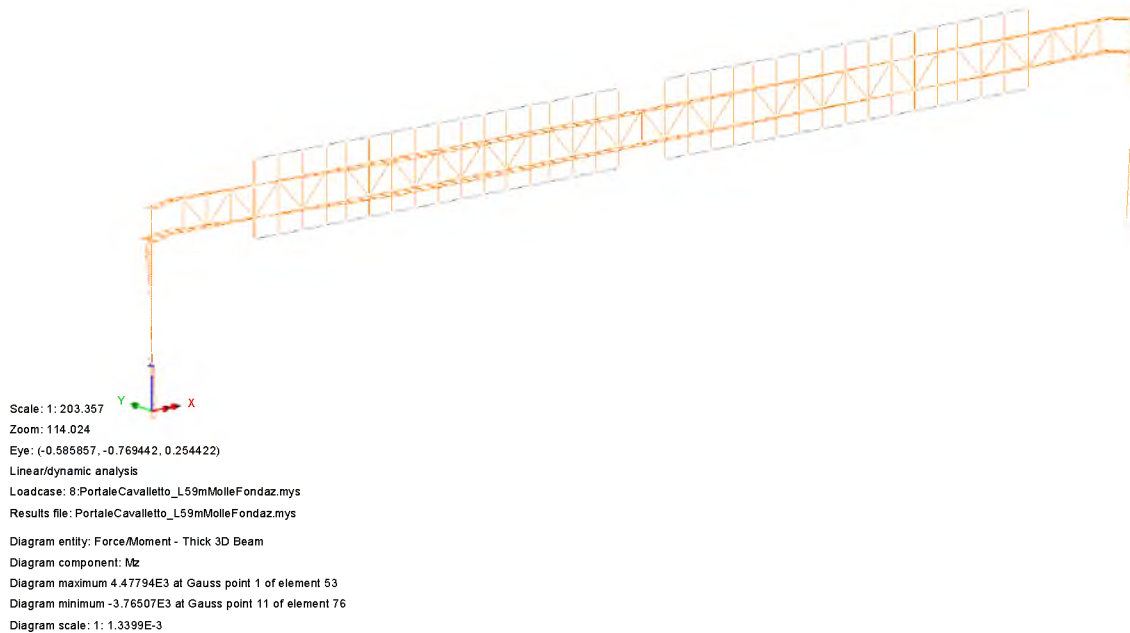 Y
X
Scale: 1: 203.357
Zoom: 114.024
Eye: (-0.585857, -0.769442, 0.254422)
Linear/dynamic analysis
Loadcase: 8:PortaleCavalletto_L59mMolleFondaz.mys
Results file: PortaleCavalletto_L59mMolleFondaz.mys
Diagram entity: Force/Moment - Thick 3D Beam
Diagram component: Mz
Diagram maximum 4.47794E3 at Gauss point 1 of element 53
Diagram minimum -3.76507E3 at Gauss point 11 of element 76
Diagram scale: 1: 1.3399E-3